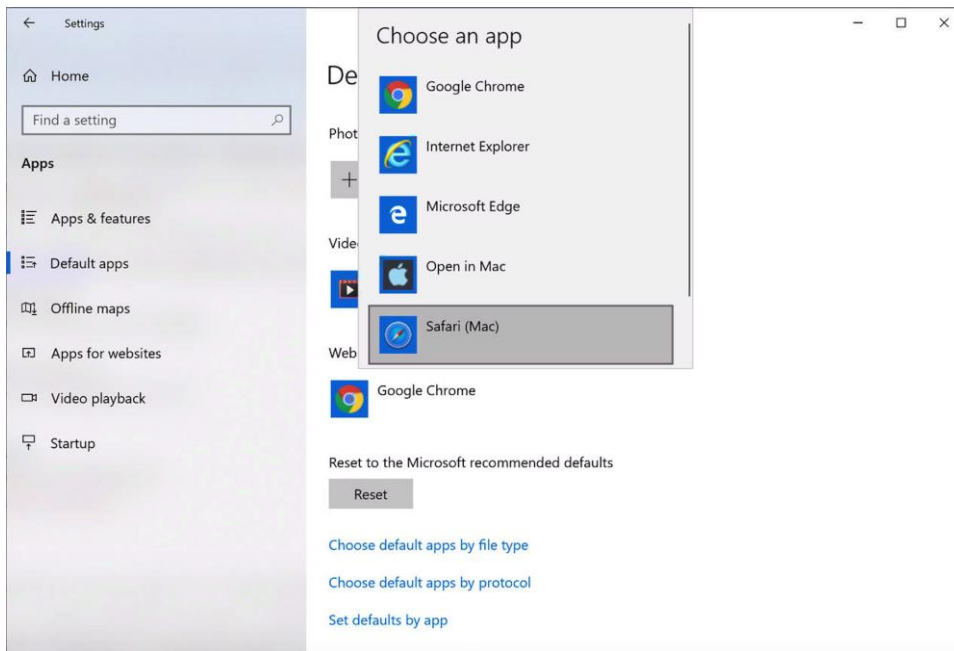 Settings
Home
Find a setting
Apps
Apps & features
Default apps
Offline maps
Apps for websites
Video playback
Startup
De
Phot
Vide
Web
Choose an app
Google Chrome
Internet Explorer
Microsoft Edge
Open in Mac
Safari (Mac)
Google Chrome
Reset to the Microsoft recommended defaults
Reset
Choose default apps by file type
Choose default apps by protocol
Set defaults by app